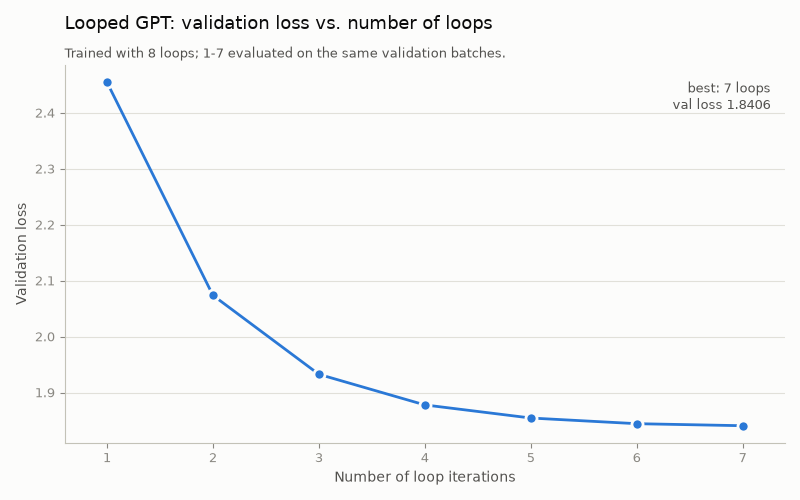 Looped GPT: validation loss vs. number of loops
Trained with 8 loops; 1-7 evaluated on the same validation batches.
best: 7 loops
val loss 1.8406
2.4
2.3
2.2
2.1
2.0
1.9
Validation loss
1 2 3 4 5 6 7
Number of loop iterations